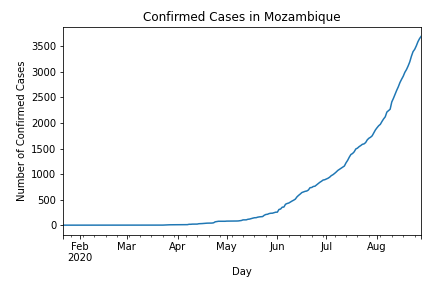 Confirmed Cases in Mozambique
Number of Confirmed Cases
3500
3000
2500
2000
1500
1000
500
0
Feb Mar Apr May Jun Jul Aug
2020
Day